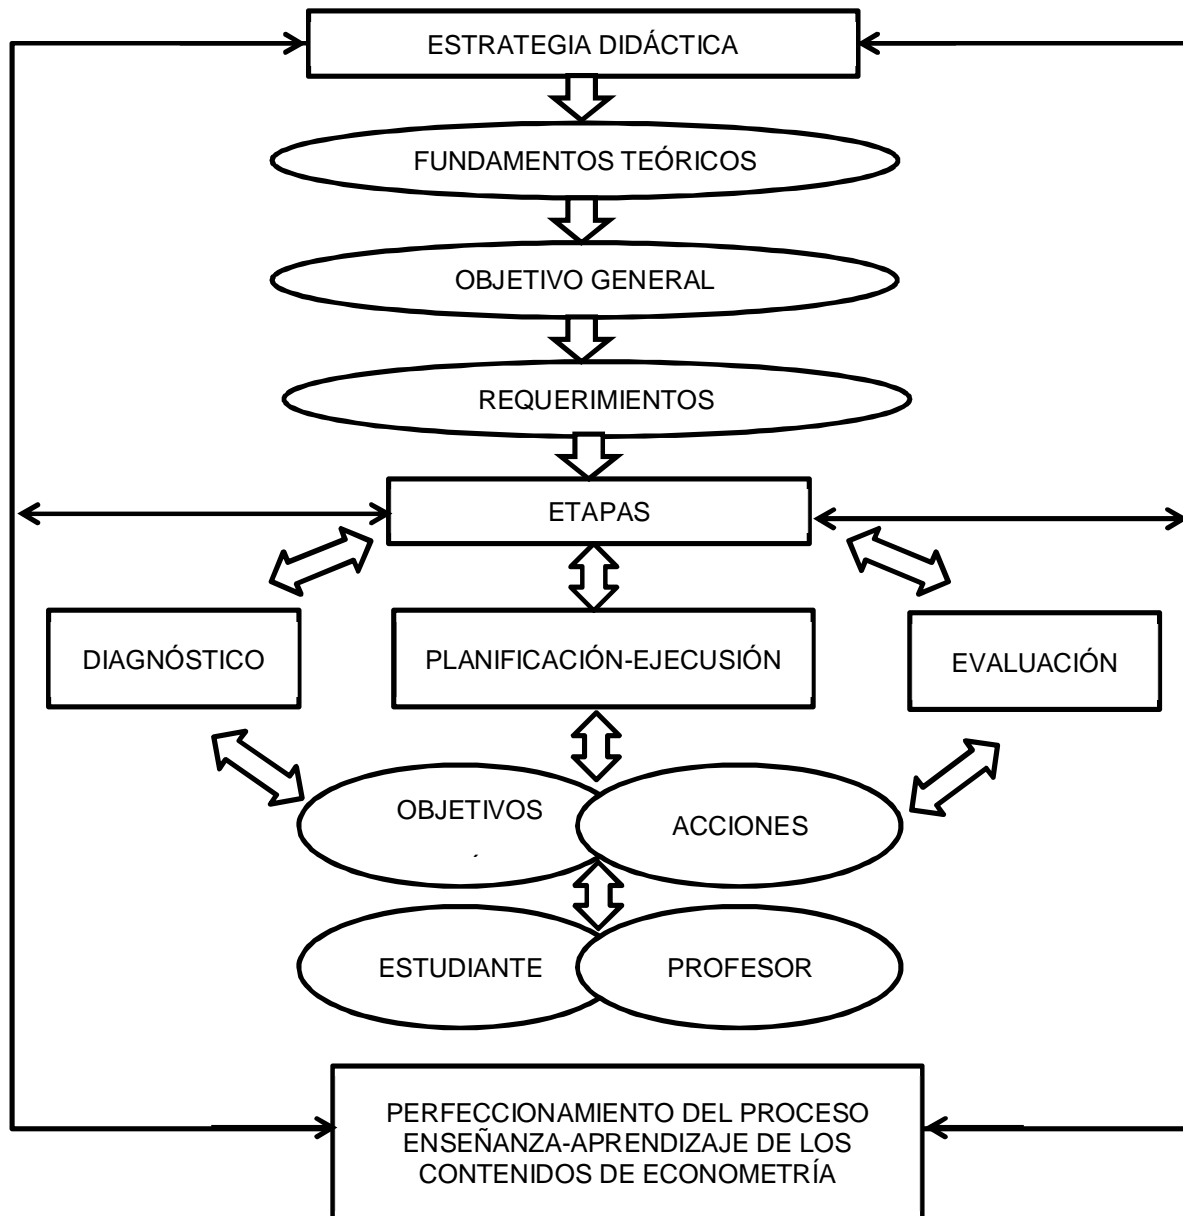 ESTRATEGIA DIDÁCTICA
FUNDAMENTOS TEÓRICOS
OBJETIVO GENERAL
REQUERIMIENTOS
ETAPAS
DIAGNÓSTICO
PLANIFICACIÓN-EJECUSIÓN
EVALUACIÓN
OBJETIVOS
ACCIONES
ESTUDIANTE
PROFESOR
PERFECCIONAMIENTO DEL PROCESO
ENSEÑANZA-APRENDIZAJE DE LOS
CONTENIDOS DE ECONOMETRÍA